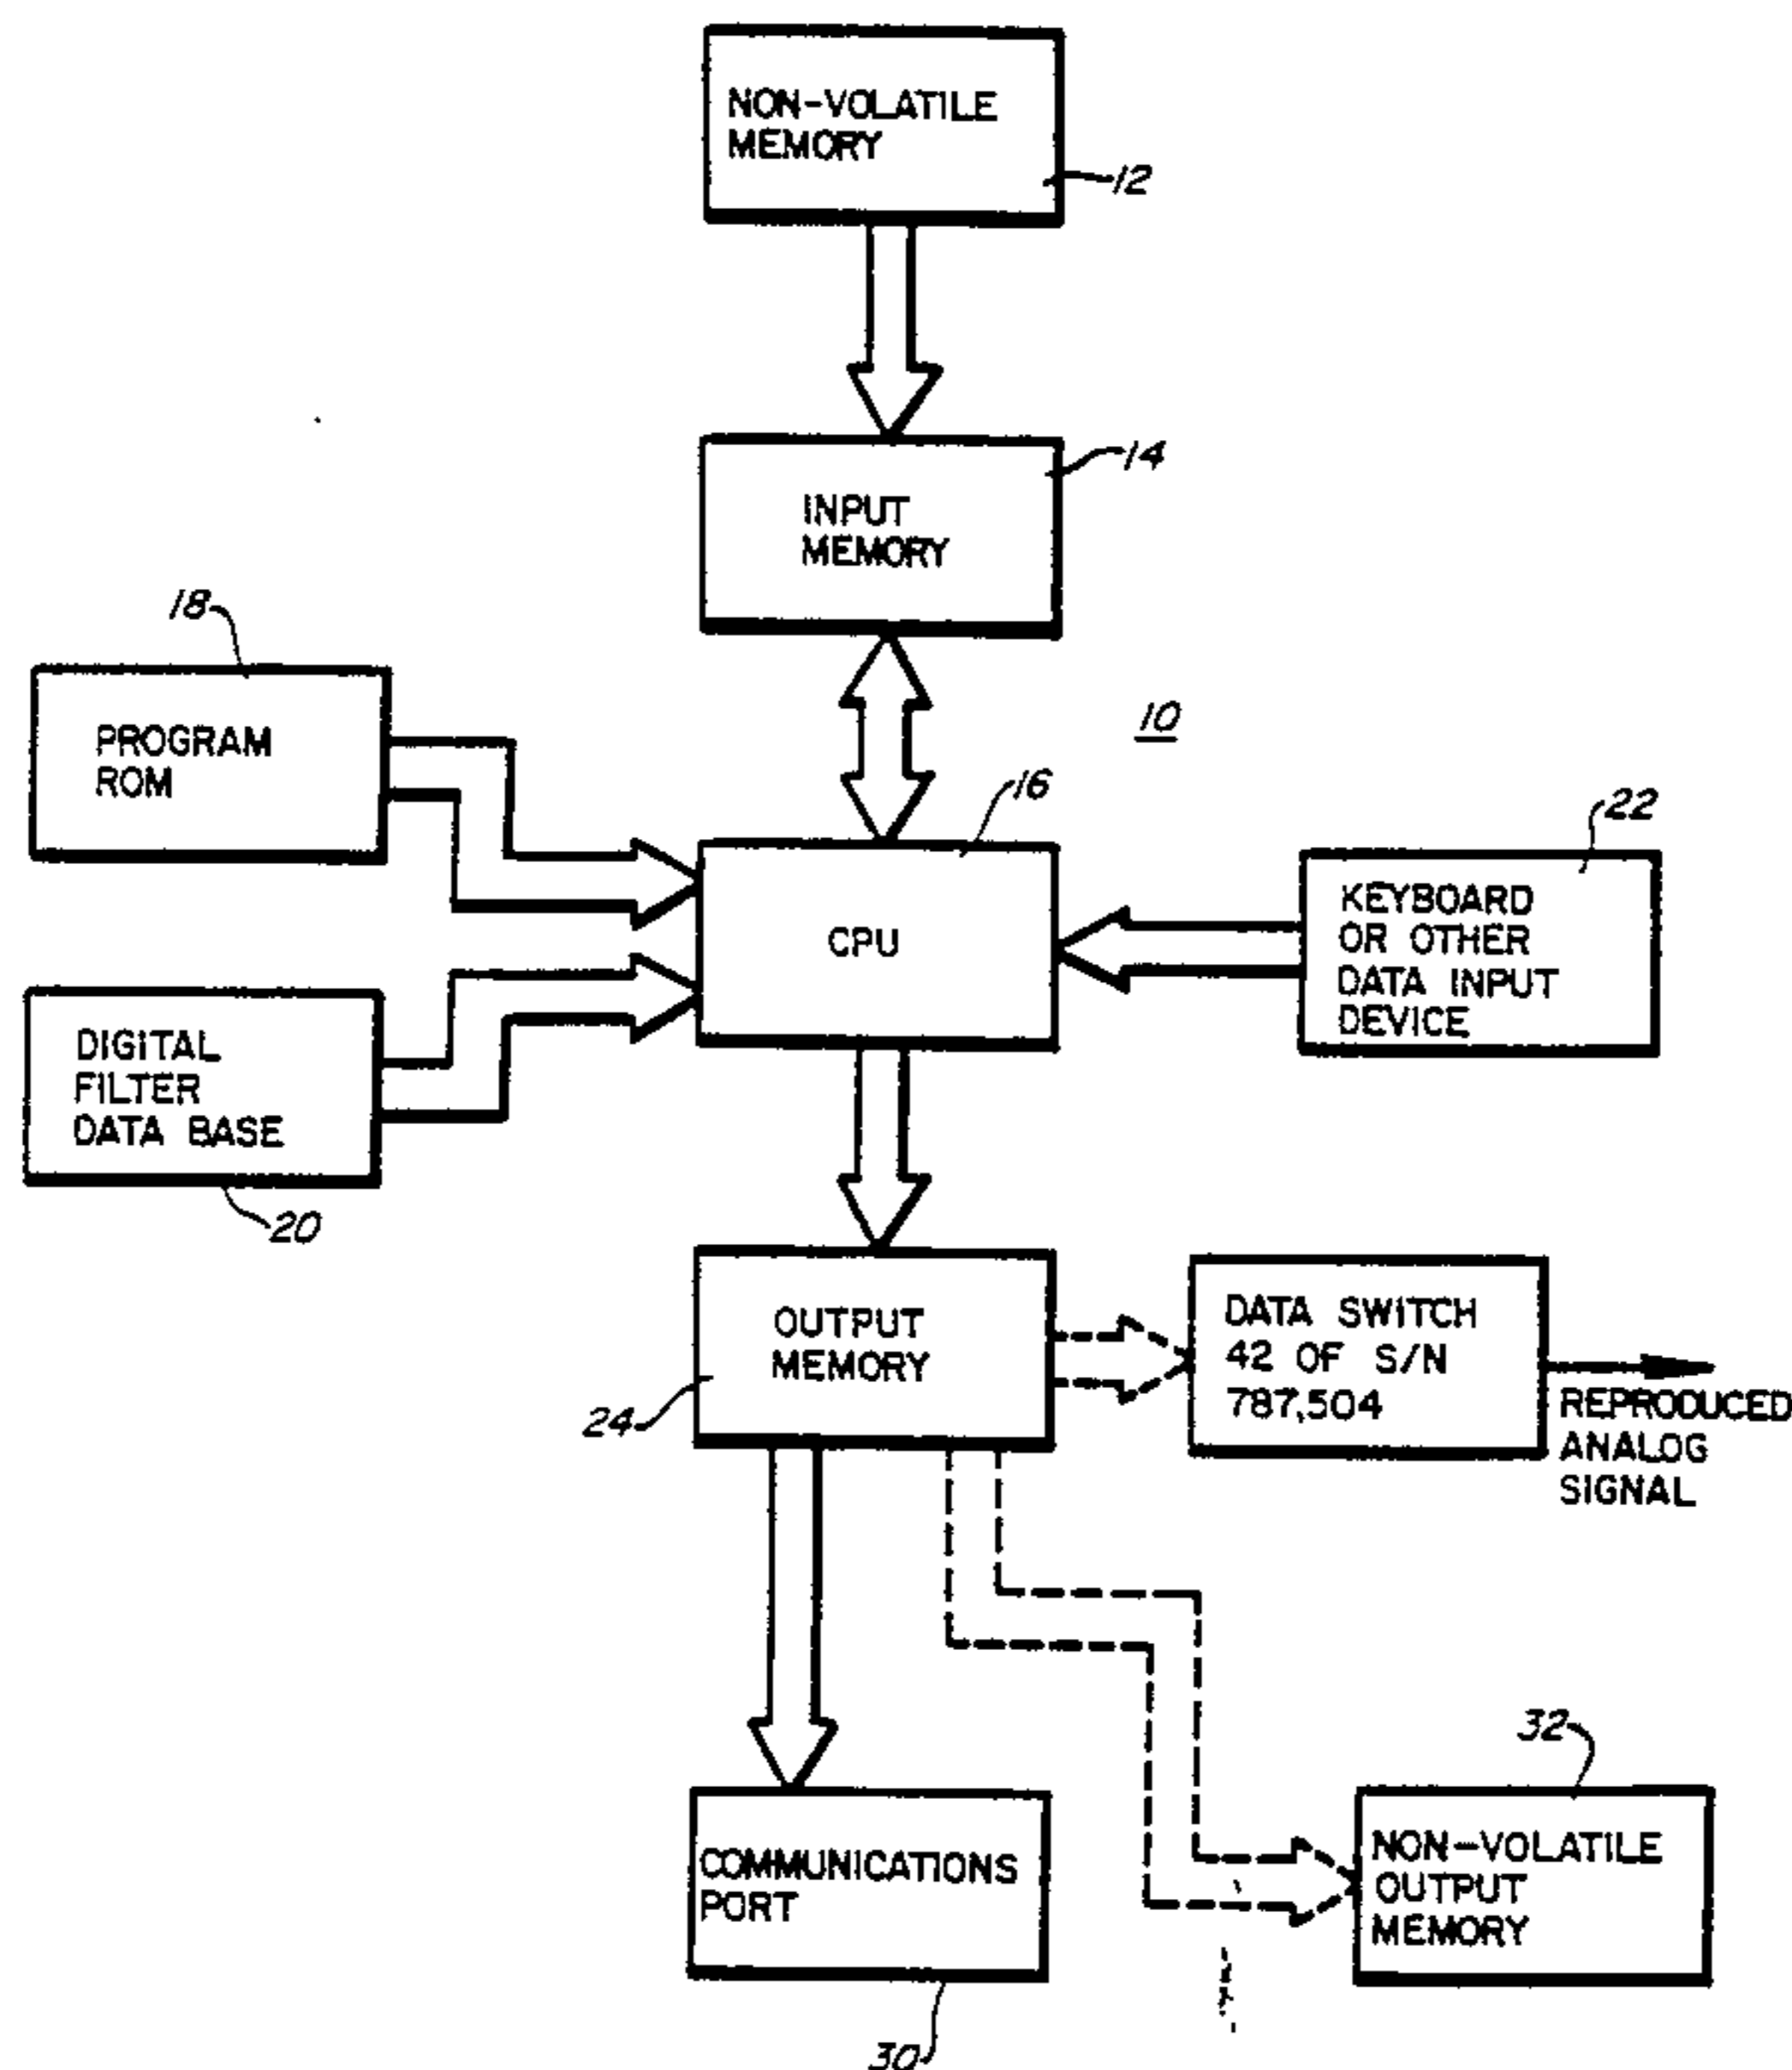 NON-VOLATILE
MEMORY
12
14
INPUT
MEMORY
18
PROGRAM
ROM
10
16
CPU
22
KEYBOARD
OR OTHER
DATA INPUT
DEVICE
DIGITAL
FILTER
DATA BASE
20
OUTPUT
MEMORY
24
DATA SWITCH
42 OF S/N
787,504
REPRODUCED
ANALOG
SIGNAL
32
NON-VOLATILE
OUTPUT
MEMORY
COMMUNICATIONS
PORT
30